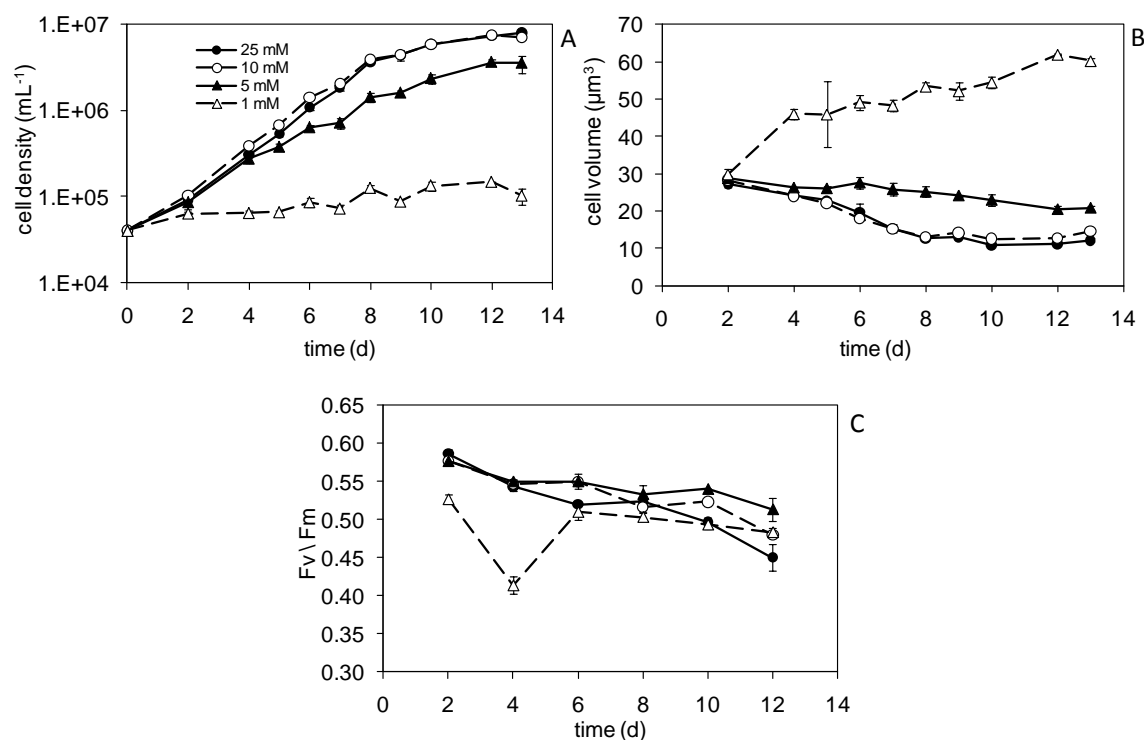 1.E+07
1.E+06
1.E+05
1.E+04
cell density (mL-1)
25 mM
10 mM
5 mM
1 mM
A
0 2 4 6 8 10 12 14
time (d)
70
60
50
40
30
20
10
0
cell volume (µm³)
B
0 2 4 6 8 10 12 14
time (d)
0.65
0.60
0.55
0.50
0.45
0.40
0.35
0.30
Fv \ Fm
C
0 2 4 6 8 10 12 14
time (d)